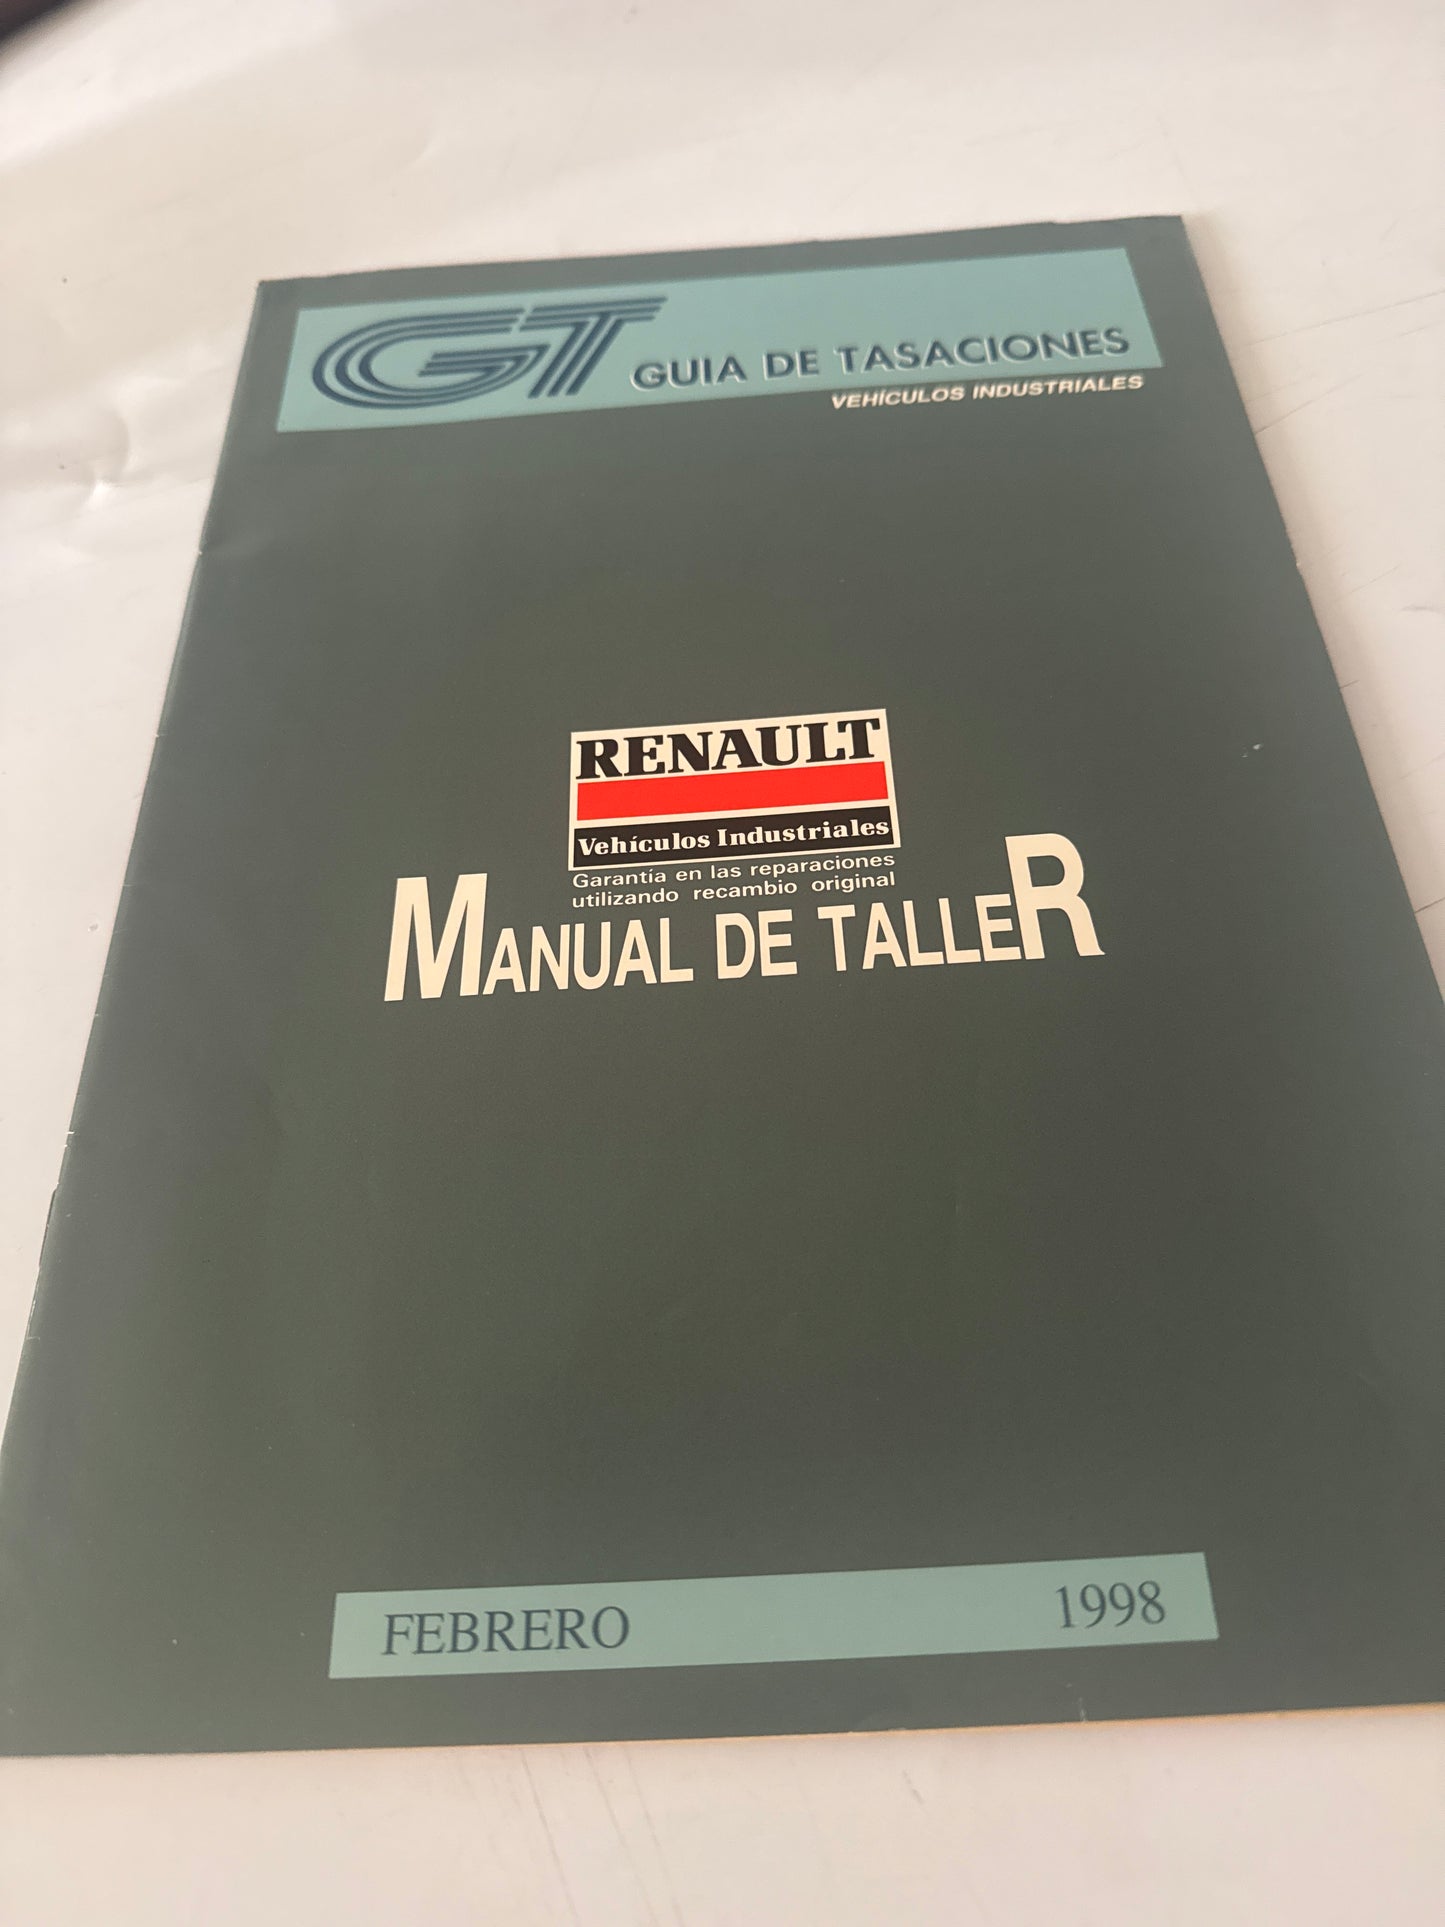 GT GUIA DE TASACIONES
VEHÍCULOS INDUSTRIALES
RENAULT
Vehículos Industriales
Garantía en las reparaciones
utilizando recambio original
MANUAL DE TALLER
FEBRERO 1998